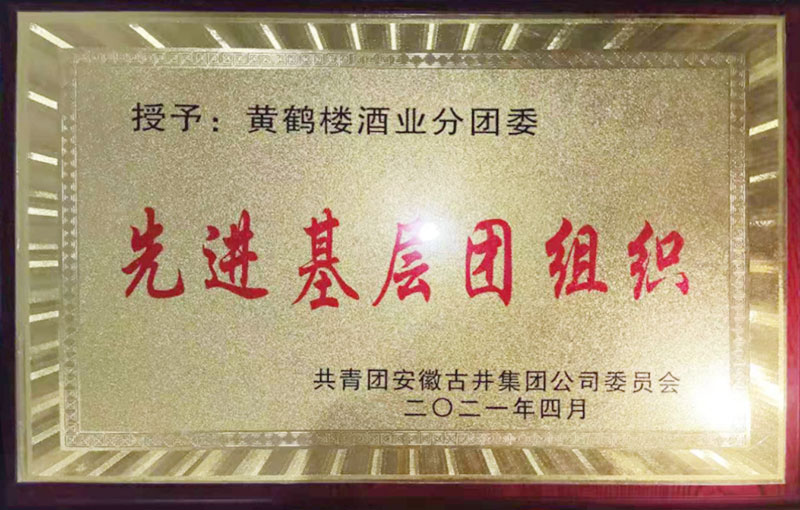 授予：黄鹤楼酒业分团委
先进基层团组织
共青团安徽古井集团公司委员会
二〇二一年四月